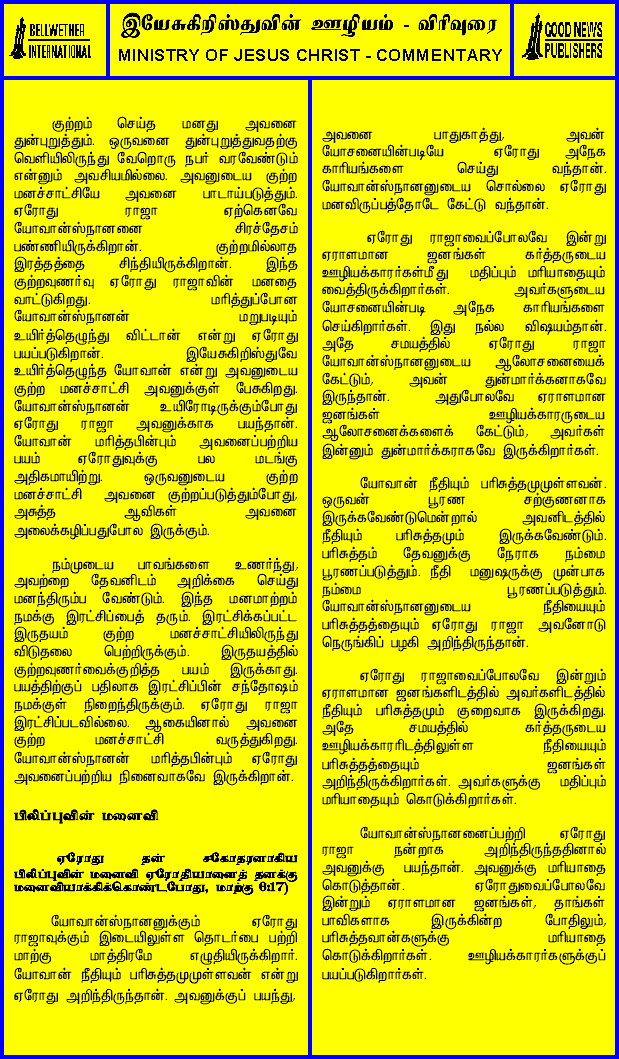 BELLWETHER
INTERNATIONAL
இயேசுகிறிஸ்துவின் ஊழியம் - விரிவுரை
MINISTRY OF JESUS CHRIST - COMMENTARY
GOOD NEWS
PUBLISHERS
குற்றம் செய்த மனது அவனை
துன்புறுத்தும். ஒருவனை துன்புறுத்துவதற்கு
வெளியிலிருந்து வேறொரு நபர் வரவேண்டும்
என்னும் அவசியமில்லை. அவனுடைய குற்ற
மனச்சாட்சியே அவனை பாடாய்படுத்தும்.
ஏரோது ராஜா ஏற்கெனவே
யோவான்ஸ்நானனை சிரச்தேசம்
பண்ணியிருக்கிறான். குற்றமில்லாத
இரத்தத்தை சிந்தியிருக்கிறான். இந்த
குற்றவுணர்வு ஏரோது ராஜாவின் மனதை
வாட்டுகிறது. மரித்துப்போன
யோவான்ஸ்நானன் மறுபடியும்
உயிர்த்தெழுந்து விட்டான் என்று ஏரோது
பயப்படுகிறான். இயேசுகிறிஸ்துவே
உயிர்த்தெழுந்த யோவான் என்று அவனுடைய
குற்ற மனச்சாட்சி அவனுக்குள் பேசுகிறது.
யோவான்ஸ்நானன் உயிரோடிருக்கும்போது
ஏரோது ராஜா அவனுக்காக பயந்தான்.
யோவான் மரித்தபின்பும் அவனைப்பற்றிய
பயம் ஏரோதுவுக்கு பல மடங்கு
அதிகமாயிற்று. ஒருவனுடைய குற்ற
மனச்சாட்சி அவனை குற்றப்படுத்தும்போது,
அசுத்த ஆவிகள் அவனை
அலைக்கழிப்பதுபோல இருக்கும்.
நம்முடைய பாவங்களை உணர்ந்து,
அவற்றை தேவனிடம் அறிக்கை செய்து
மனந்திரும்ப வேண்டும். இந்த மனமாற்றம்
நமக்கு இரட்சிப்பைத் தரும். இரட்சிக்கப்பட்ட
இருதயம் குற்ற மனச்சாட்சியிலிருந்து
விடுதலை பெற்றிருக்கும். இருதயத்தில்
குற்றவுணர்வைக்குறித்த பயம் இருக்காது.
பயத்திற்குப் பதிலாக இரட்சிப்பின் சந்தோஷம்
நமக்குள் நிறைந்திருக்கும். ஏரோது ராஜா
இரட்சிப்படவில்லை. ஆகையினால் அவனை
குற்ற மனச்சாட்சி வருத்துகிறது.
யோவான்ஸ்நானன் மரித்தபின்பும் ஏரோது
அவனைப்பற்றிய நினைவாகவே இருக்கிறான்.
பிலிப்புவின் மனைவி
ஏரோது தன் சகோதரனாகிய
பிலிப்புவின் மனைவி ஏரோதியாளைத் தனக்கு
மனைவியாக்கிக்கொண்டபோது, மாற்கு 6:17)
யோவான்ஸ்நானனுக்கும் ஏரோது
ராஜாவுக்கும் இடையிலுள்ள தொடர்பை பற்றி
மாற்கு மாத்திரமே எழுதியிருக்கிறார்.
யோவான் நீதியும் பரிசுத்தமுமுள்ளவன் என்று
ஏரோது அறிந்திருந்தான். அவனுக்குப் பயந்து,
அவனை பாதுகாத்து, அவன்
யோசனையின்படியே ஏரோது அநேக
காரியங்களை செய்து வந்தான்.
யோவான்ஸ்நானனுடைய சொல்லை ஏரோது
மனவிருப்பத்தோடே கேட்டு வந்தான்.
ஏரோது ராஜாவைப்போலவே இன்று
ஏராளமான ஜனங்கள் கர்த்தருடைய
ஊழியக்காரர்கள்மீது மதிப்பும் மரியாதையும்
வைத்திருக்கிறார்கள். அவர்களுடைய
யோசனையின்படி அநேக காரியங்களை
செய்கிறார்கள். இது நல்ல விஷயம்தான்.
அதே சமயத்தில் ஏரோது ராஜா
யோவான்ஸ்நானனுடைய ஆலோசனையைக்
கேட்டும், அவன் துன்மார்க்கனாகவே
இருந்தான். அதுபோலவே ஏராளமான
ஜனங்கள் ஊழியக்காரருடைய
ஆலோசனைக்களைக் கேட்டும், அவர்கள்
இன்னும் துன்மார்க்கராகவே இருக்கிறார்கள்.
யோவான் நீதியும் பரிசுத்தமுமுள்ளவன்.
ஒருவன் பூரண சற்குணனாக
இருக்கவேண்டுமென்றால் அவனிடத்தில்
நீதியும் பரிசுத்தமும் இருக்கவேண்டும்.
பரிசுத்தம் தேவனுக்கு நேராக நம்மை
பூரணப்படுத்தும். நீதி மனுஷருக்கு முன்பாக
நம்மை பூரணப்படுத்தும்.
யோவான்ஸ்நானனுடைய நீதியையும்
பரிசுத்தத்தையும் ஏரோது ராஜா அவனோடு
நெருங்கிப் பழகி அறிந்திருந்தான்.
ஏரோது ராஜாவைப்போலவே இன்றும்
ஏராளமான ஜனங்களிடத்தில் அவர்களிடத்தில்
நீதியும் பரிசுத்தமும் குறைவாக இருக்கிறது.
அதே சமயத்தில் கர்த்தருடைய
ஊழியக்காரரிடத்திலுள்ள நீதியையும்
பரிசுத்தத்தையும் ஜனங்கள்
அறிந்திருக்கிறார்கள். அவர்களுக்கு மதிப்பும்
மரியாதையும் கொடுக்கிறார்கள்.
யோவான்ஸ்நானனைப்பற்றி ஏரோது
ராஜா நன்றாக அறிந்திருந்ததினால்
அவனுக்கு பயந்தான். அவனுக்கு மரியாதை
கொடுத்தான். ஏரோதுவைப்போலவே
இன்றும் ஏராளமான ஜனங்கள், தாங்கள்
பாவிகளாக இருக்கின்ற போதிலும்,
பரிசுத்தவான்களுக்கு மரியாதை
கொடுக்கிறார்கள். ஊழியக்காரர்களுக்குப்
பயப்படுகிறார்கள்.